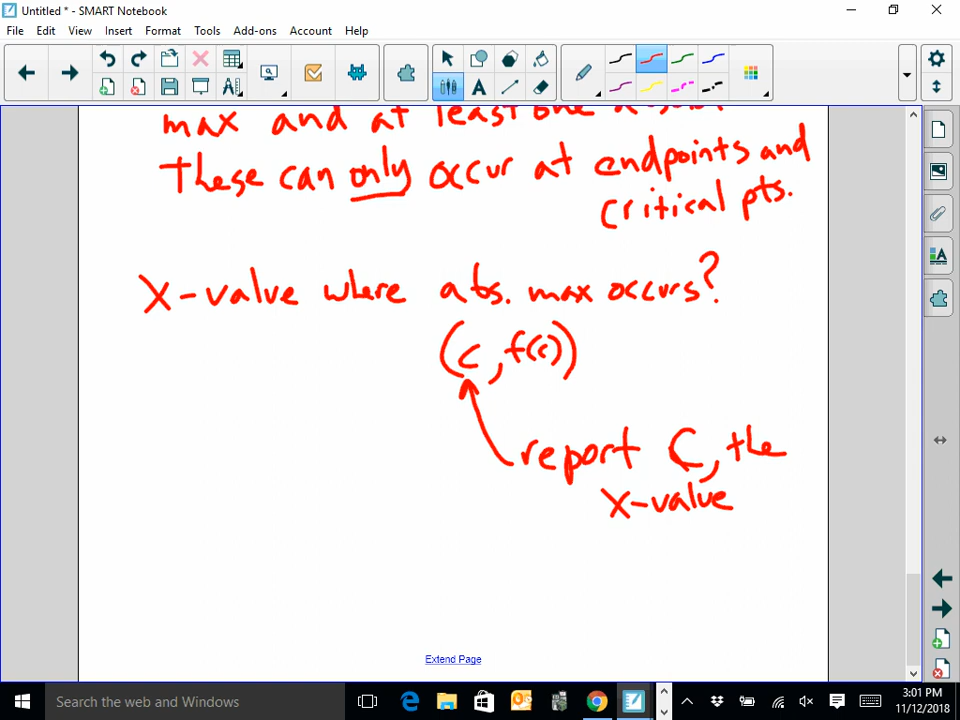 Untitled * - SMART Notebook
File Edit View Insert Format Tools Add-ons Account Help
max and at least one
These can only occur at endpoints and
critical pts.
X-value where abs. max occurs?
(c, f(c))
report C, the
X-value
Extend Page
Search the web and Windows
3:01 PM
11/12/2018